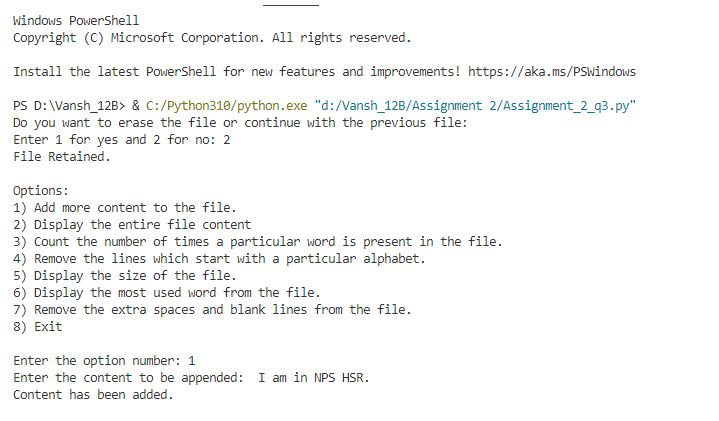 Windows PowerShell
Copyright (C) Microsoft Corporation. All rights reserved.
Install the latest PowerShell for new features and improvements! https://aka.ms/PSWindows
PS D:\Vansh_12B> & C:/Python310/python.exe "d:/Vansh_12B/Assignment 2/Assignment_2_q3.py"
Do you want to erase the file or continue with the previous file:
Enter 1 for yes and 2 for no: 2
File Retained.
Options:
1) Add more content to the file.
2) Display the entire file content
3) Count the number of times a particular word is present in the file.
4) Remove the lines which start with a particular alphabet.
5) Display the size of the file.
6) Display the most used word from the file.
7) Remove the extra spaces and blank lines from the file.
8) Exit
Enter the option number: 1
Enter the content to be appended:  I am in NPS HSR.
Content has been added.